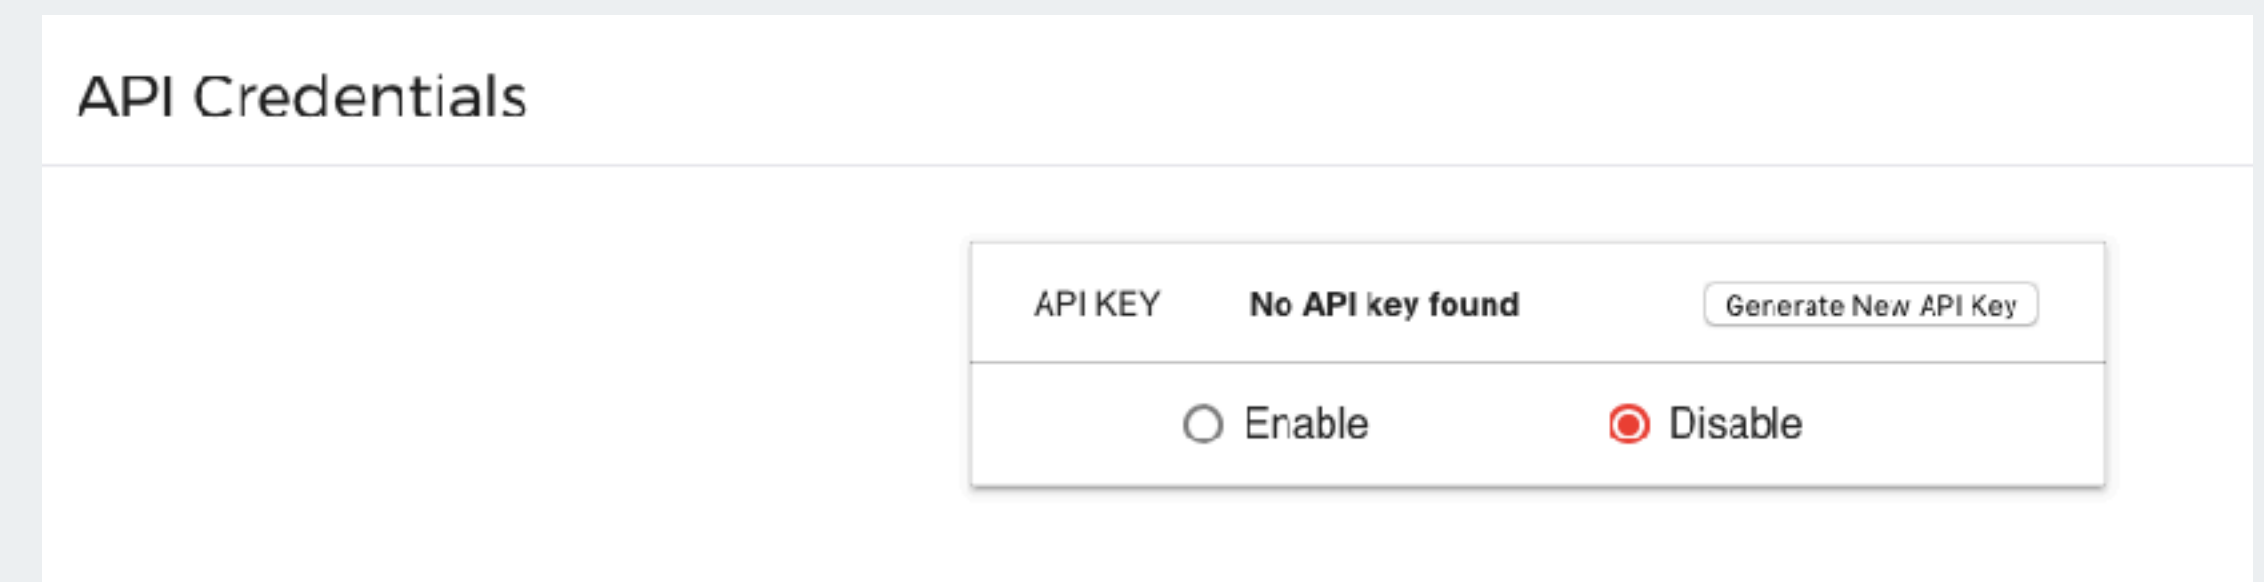 API Credentials
API KEY No API key found Generate New API Key
Enable Disable